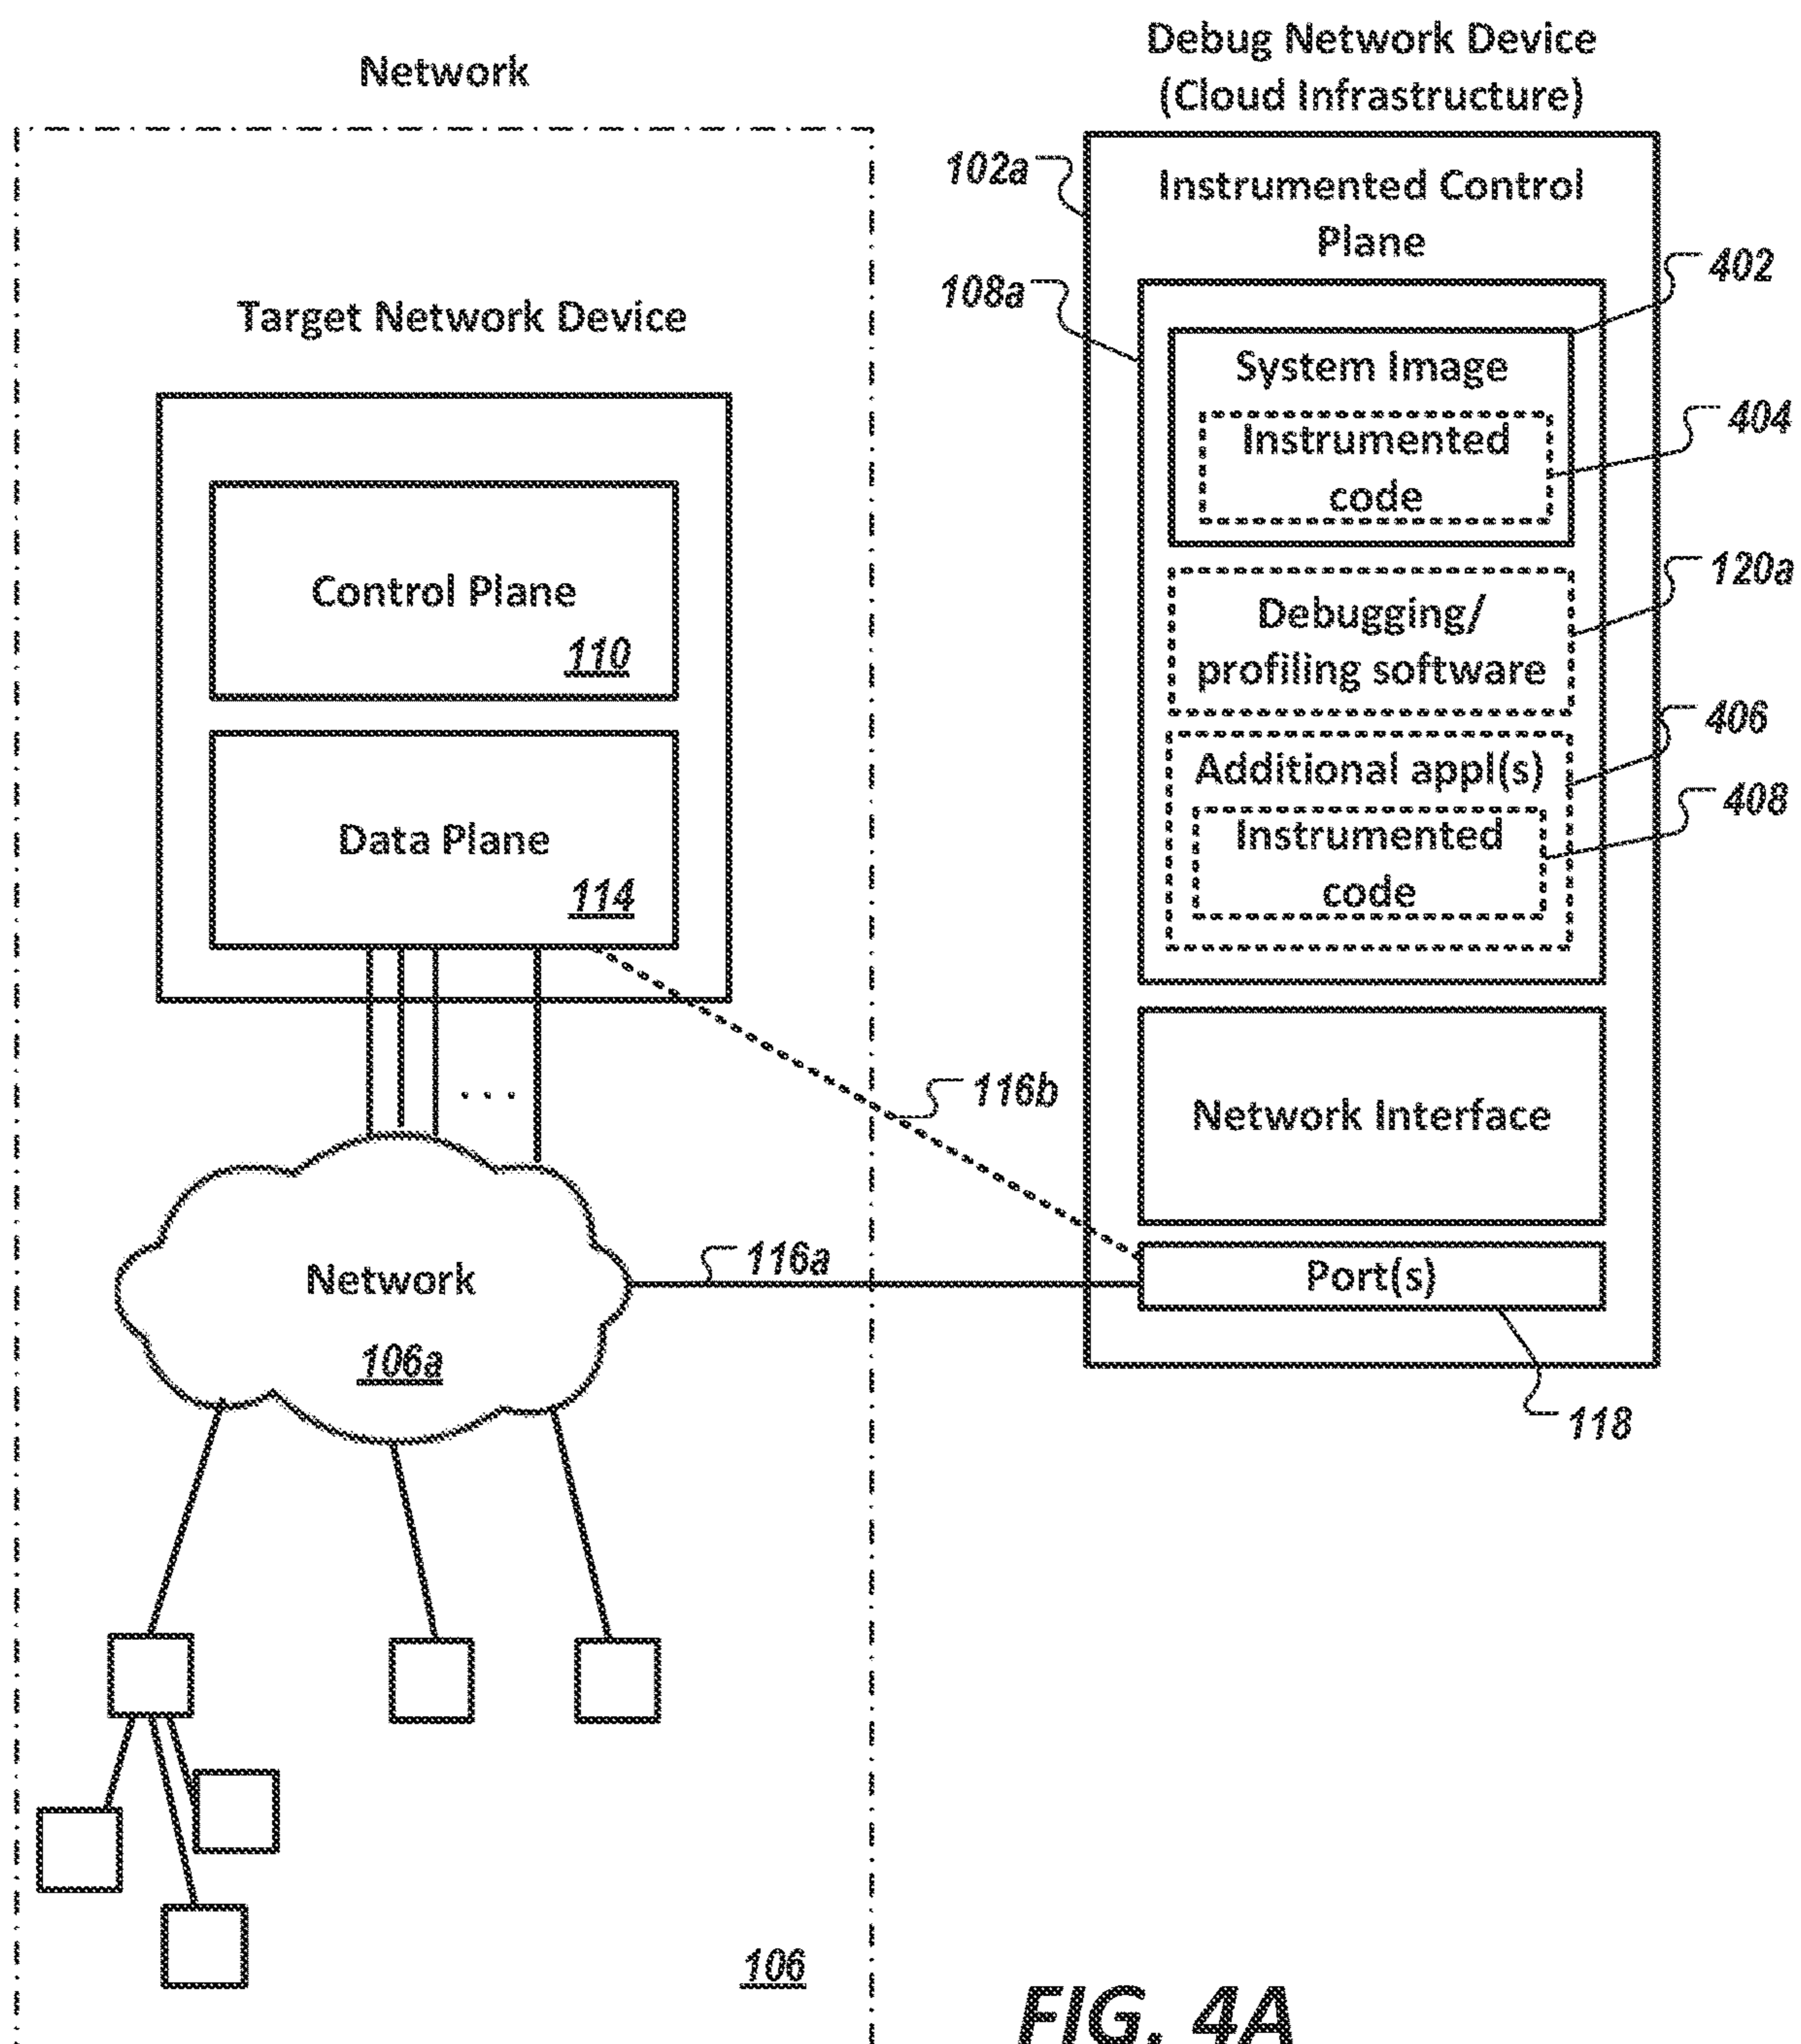 Network
Debug Network Device
(Cloud Infrastructure)
102a
Instrumented Control
Plane
108a
402
Target Network Device
System Image
404
Instrumented
code
Control Plane
110
120a
Debugging/
profiling software
406
Additional appl(s)
408
Instrumented
code
Data Plane
114
. . .
116b
Network Interface
Network
106a
116a
Port(s)
118
106
FIG. 4A